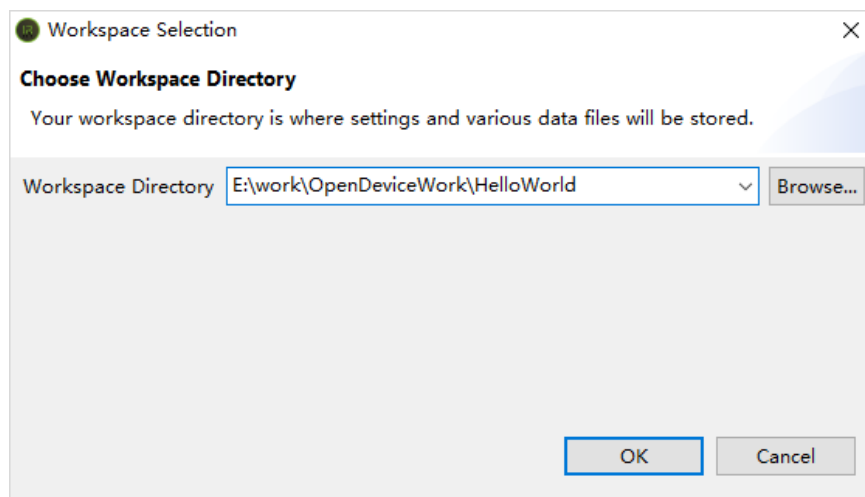 Workspace Selection
Choose Workspace Directory
Your workspace directory is where settings and various data files will be stored.
Workspace Directory E:\work\OpenDeviceWork\HelloWorld Browse...
OK Cancel